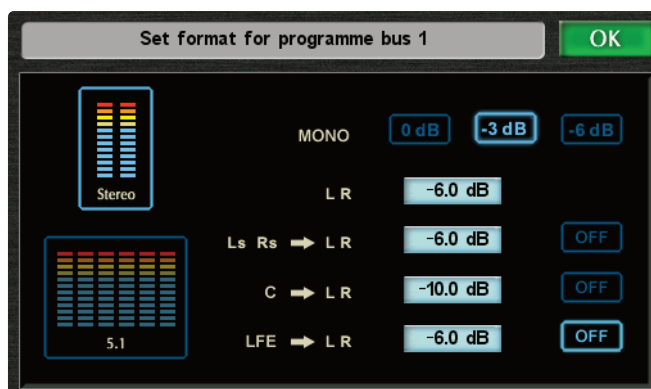 Set format for programme bus 1
OK
Stereo
MONO 0 dB -3 dB -6 dB
L R -6.0 dB
Ls Rs ➡ L R -6.0 dB OFF
C ➡ L R -10.0 dB OFF
5.1
LFE ➡ L R -6.0 dB OFF